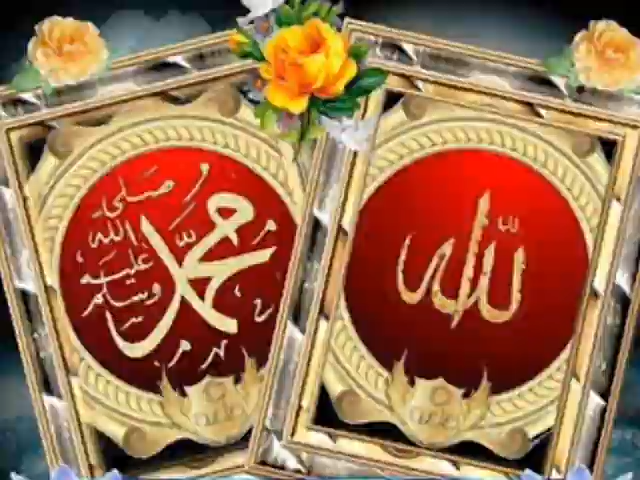 الله
محمد
صلى
الله
عليه
وسلم